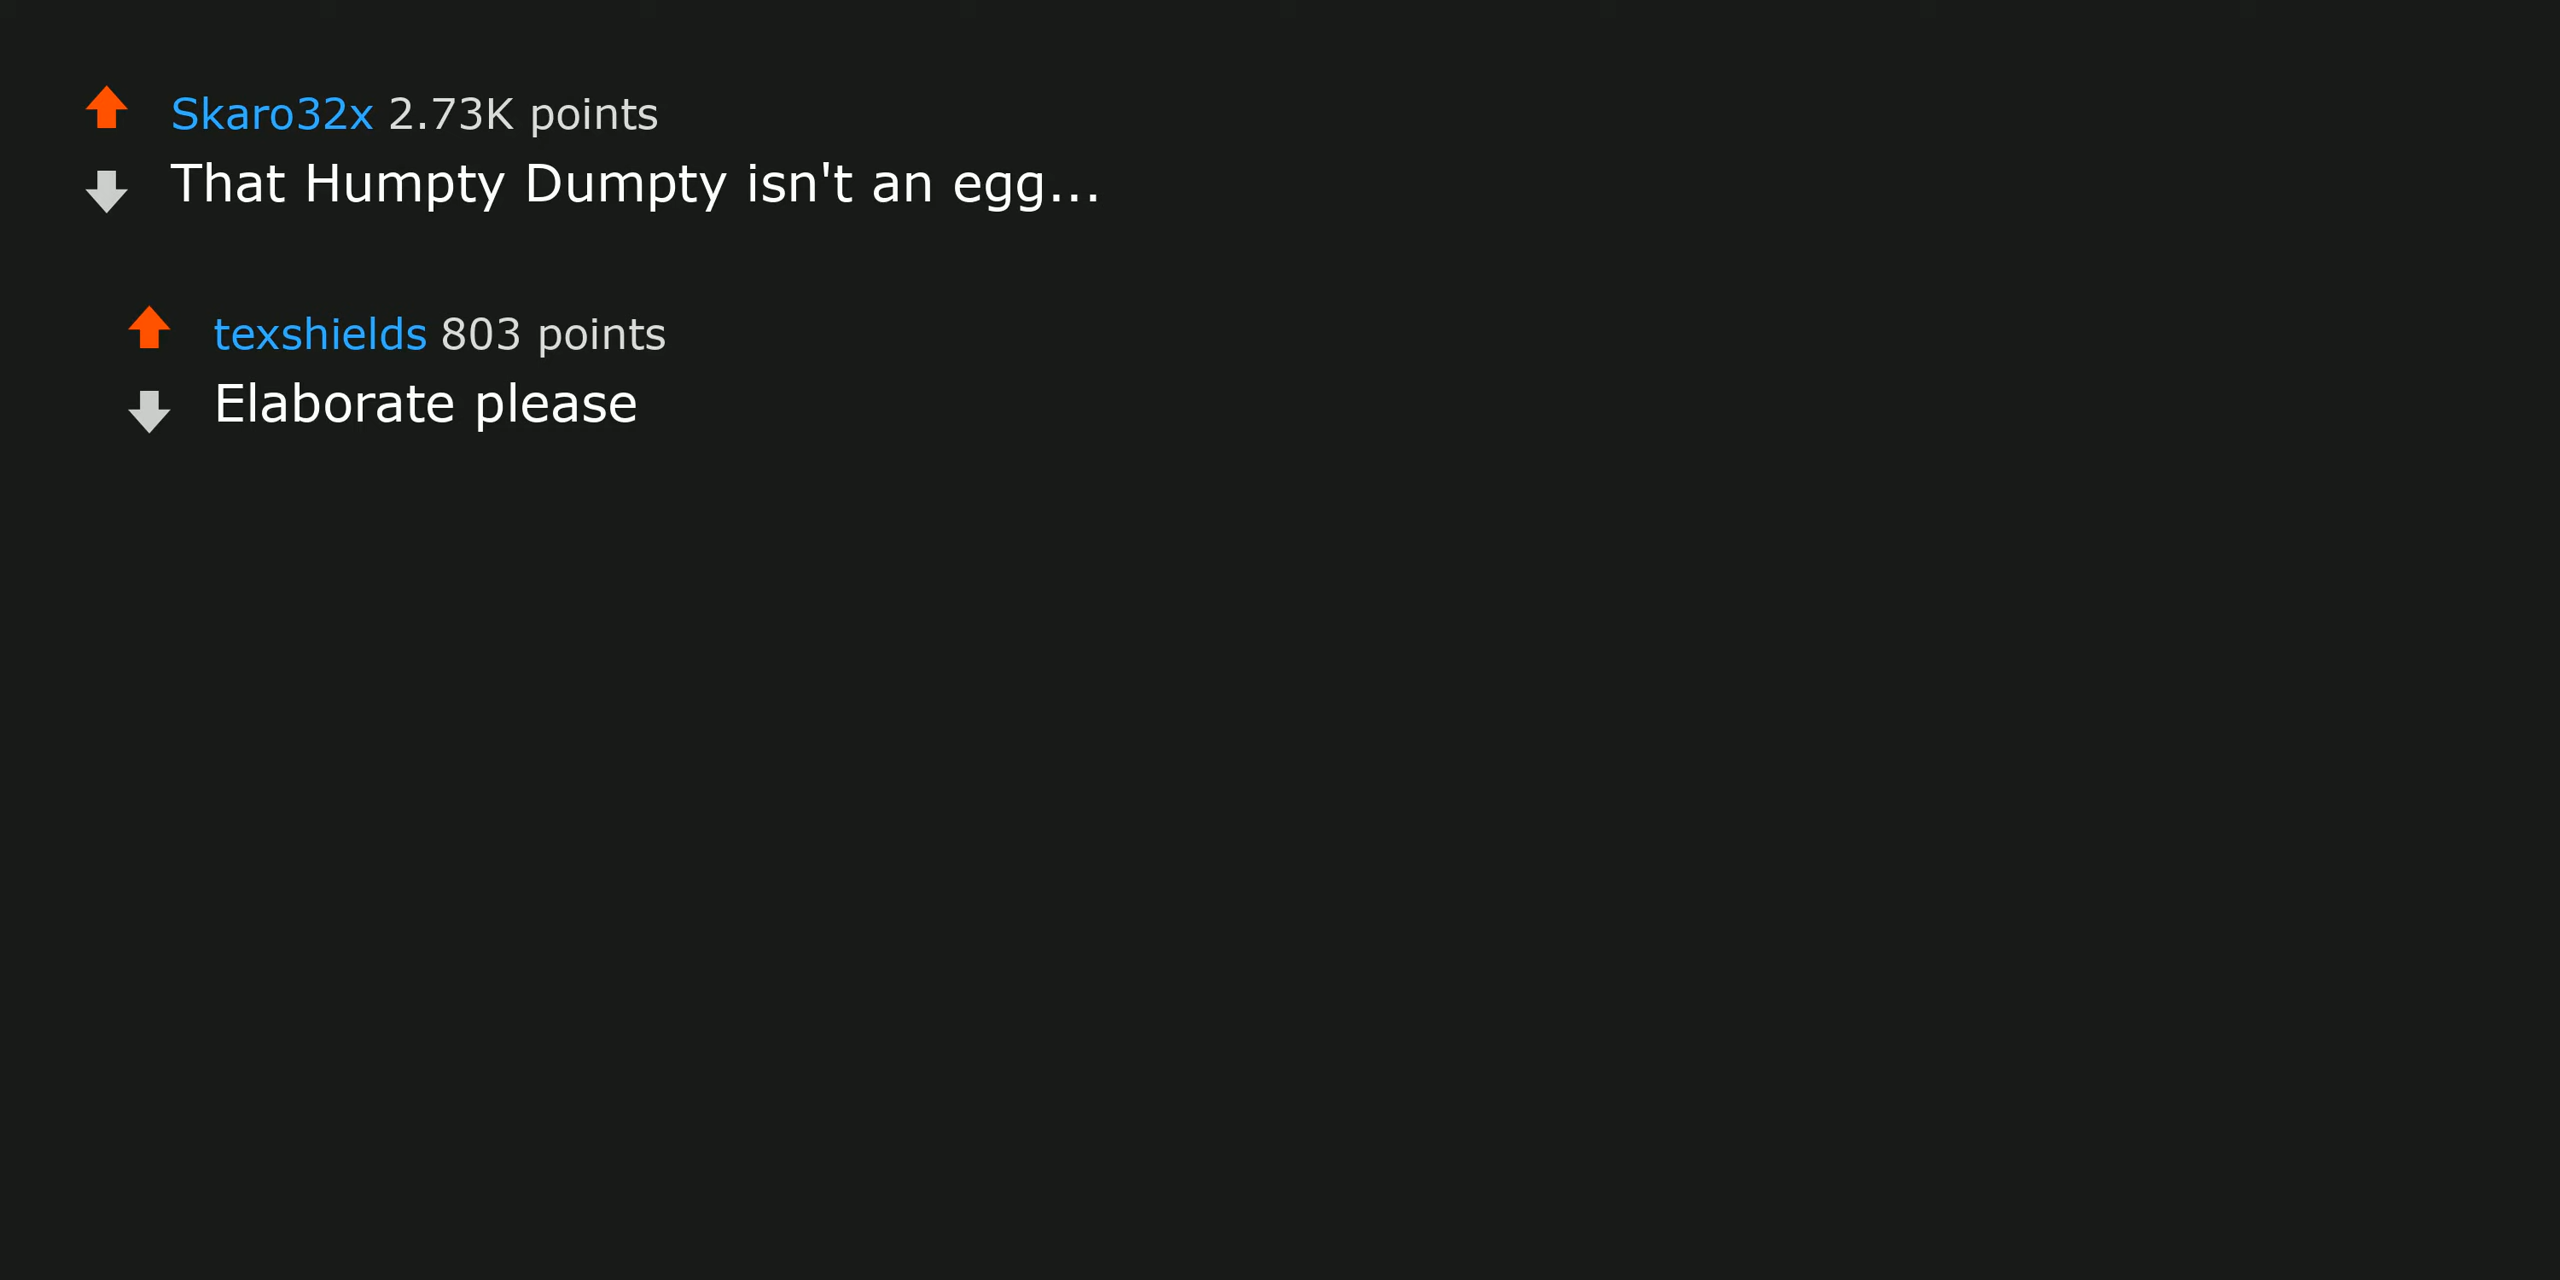 Skaro32x 2.73K points
That Humpty Dumpty isn't an egg...
texshields 803 points
Elaborate please